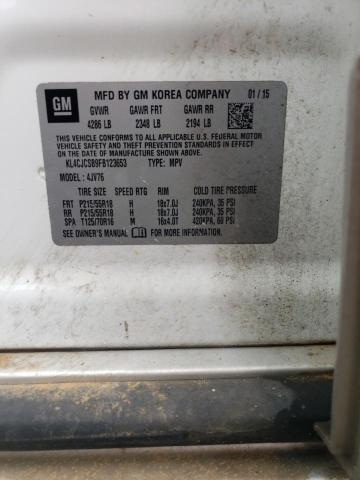 GM
MFD BY GM KOREA COMPANY 01 / 15
GVWR GAWR FRT GAWR RR
4286 LB 2348 LB 2194 LB
THIS VEHICLE CONFORMS TO ALL APPLICABLE U.S. FEDERAL MOTOR
VEHICLE SAFETY, BUMPER, AND THEFT PREVENTION STANDARDS
IN EFFECT ON THE DATE OF MANUFACTURE SHOWN ABOVE.
KL4CJCSB9FB123653 TYPE: MPV
MODEL : 4JV76
TIRE SIZE SPEED RTG RIM COLD TIRE PRESSURE
FRT P215/55R18 H 18x7.0J 240KPA, 35 PSI
RR P215/55R18 H 18x7.0J 240KPA, 35 PSI
SPA T125/70R16 M 16x4.0T 420KPA, 60 PSI
SEE OWNER'S MANUAL FOR MORE INFORMATION.